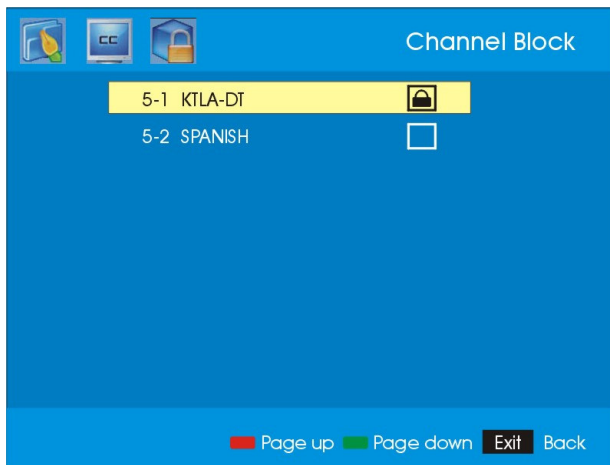 CC Channel Block
5-1 KTLA-DT
5-2 SPANISH
Page up Page down Exit Back